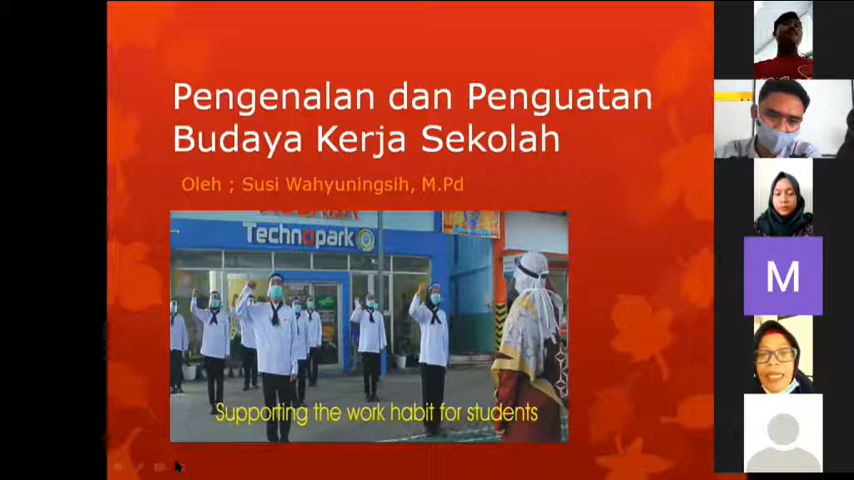 Pengenalan dan Penguatan
Budaya Kerja Sekolah
Oleh ; Susi Wahyuningsih, M.Pd
Technopark
Supporting the work habit for students
M